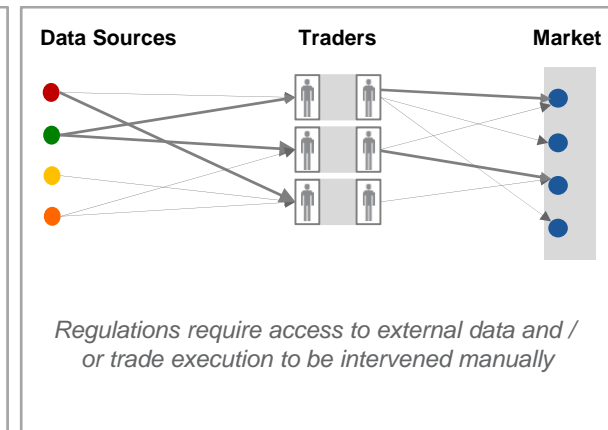 Data Sources Traders Market
Regulations require access to external data and /
or trade execution to be intervened manually